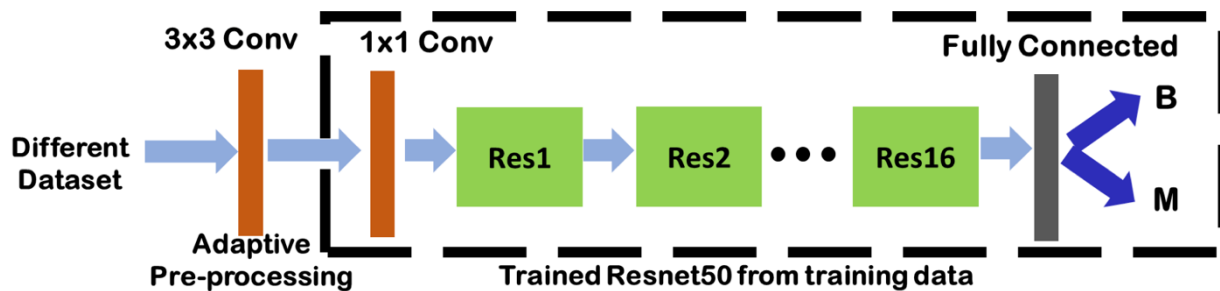 3x3 Conv
1x1 Conv
Fully Connected
Different
Dataset
Res1
Res2
Res16
B
M
Adaptive
Pre-processing
Trained Resnet50 from training data